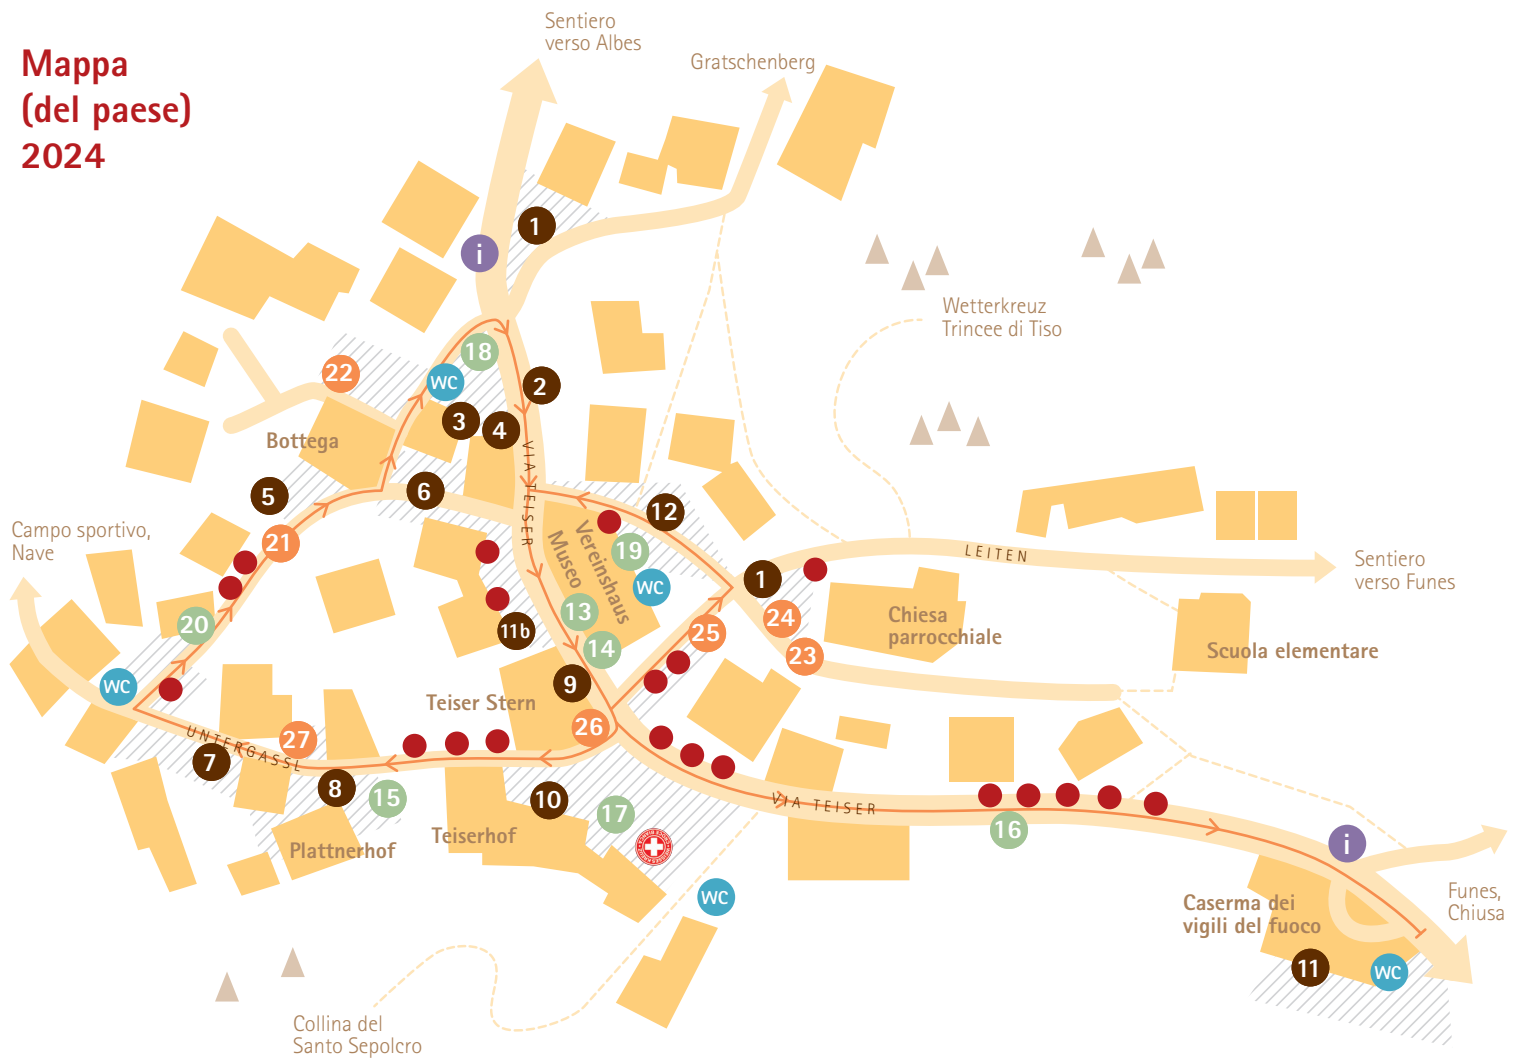 Mappa
(del paese)
2024
Sentiero
verso Albes
Gratschenberg
1
i
Wetterkreuz
Trincee di Tiso
18
22
WC
2
3
4
Bottega
VIA TEISER
5
6
12
Campo sportivo,
Nave
21
Museo
Vereinshaus
19
WC
LEITEN
1
Sentiero
verso Funes
20
13
11b
14
25
24
23
Chiesa
parrocchiale
Scuola elementare
WC
9
Teiser Stern
26
UNTERGASSL
27
7
8
15
10
17
VIA TEISER
16
Teiserhof
Plattnerhof
i
WC
Caserma dei
vigili del fuoco
Funes,
Chiusa
11
WC
Collina del
Santo Sepolcro